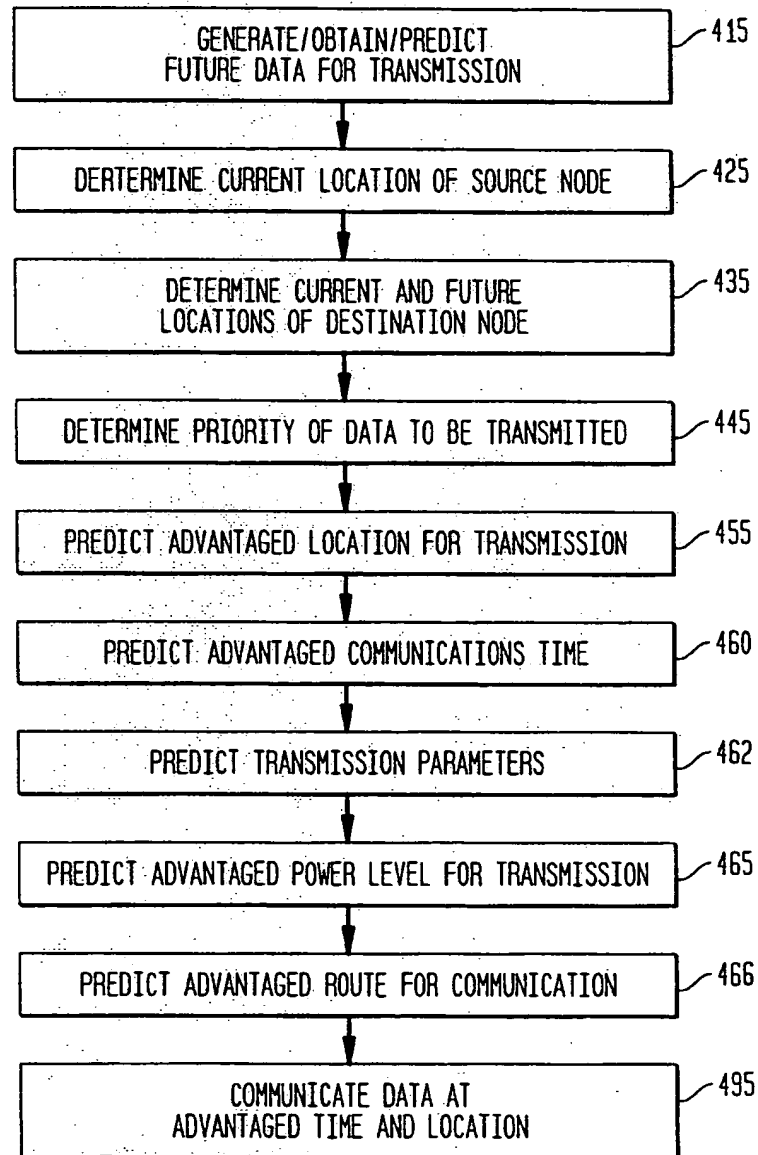 GENERATE/OBTAIN/PREDICT
FUTURE DATA FOR TRANSMISSION
415
DERTERMINE CURRENT LOCATION OF SOURCE NODE
425
DETERMINE CURRENT AND FUTURE
LOCATIONS OF DESTINATION NODE
435
DETERMINE PRIORITY OF DATA TO BE TRANSMITTED
445
PREDICT ADVANTAGED LOCATION FOR TRANSMISSION
455
PREDICT ADVANTAGED COMMUNICATIONS TIME
460
PREDICT TRANSMISSION PARAMETERS
462
PREDICT ADVANTAGED POWER LEVEL FOR TRANSMISSION
465
PREDICT ADVANTAGED ROUTE FOR COMMUNICATION
466
COMMUNICATE DATA AT
ADVANTAGED TIME AND LOCATION
495